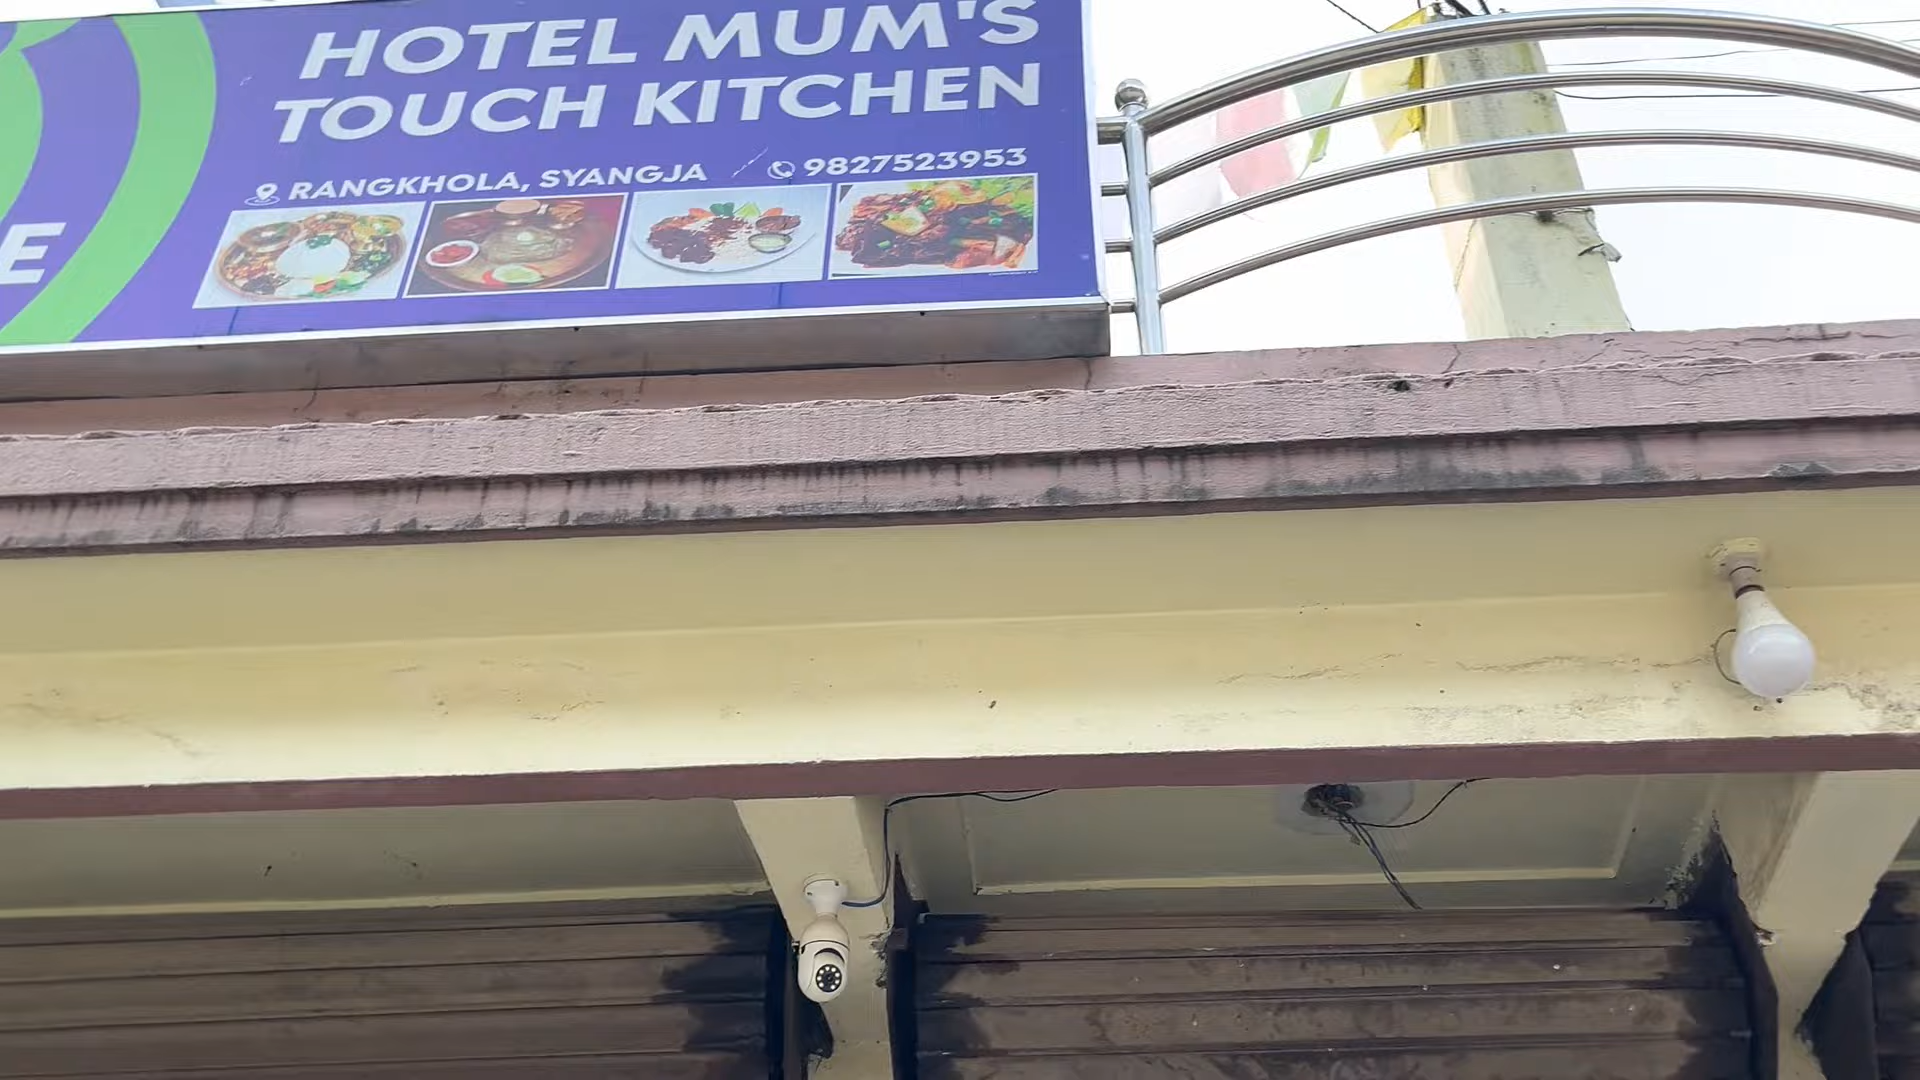 HOTEL MUM'S
TOUCH KITCHEN
RANGKHOLA, SYANGJA
9827523953
E